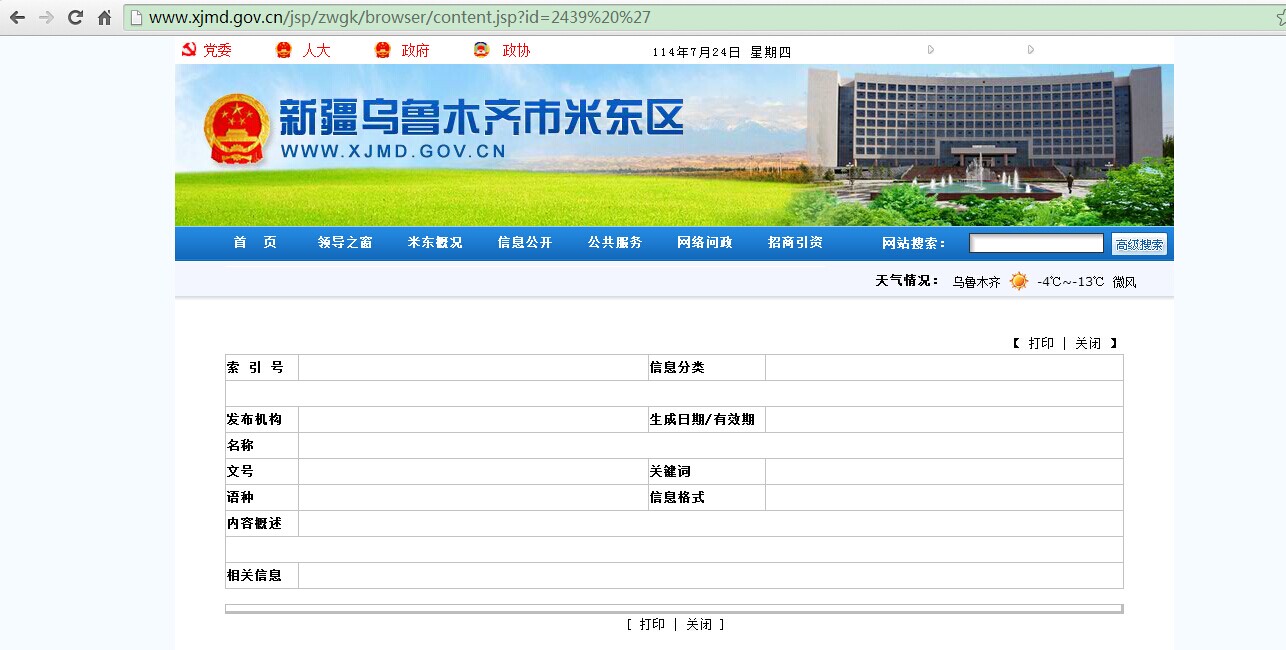 www.xjmd.gov.cn/jsp/zwgk/browser/content.jsp?id=2439%20%27
党委 人大 政府 政协 114年7月24日 星期四
新疆乌鲁木齐市米东区
WWW.XJMD.GOV.CN
首 页 领导之窗 米东概况 信息公开 公共服务 网络问政 招商引资 网站搜索： 高级搜索
天气情况： 乌鲁木齐 -4℃~-13℃ 微风
【 打印 | 关闭 】
索 引 号 信息分类
发布机构 生成日期/有效期
名称
文号 关键词
语种 信息格式
内容概述
相关信息
[ 打印 | 关闭 ]